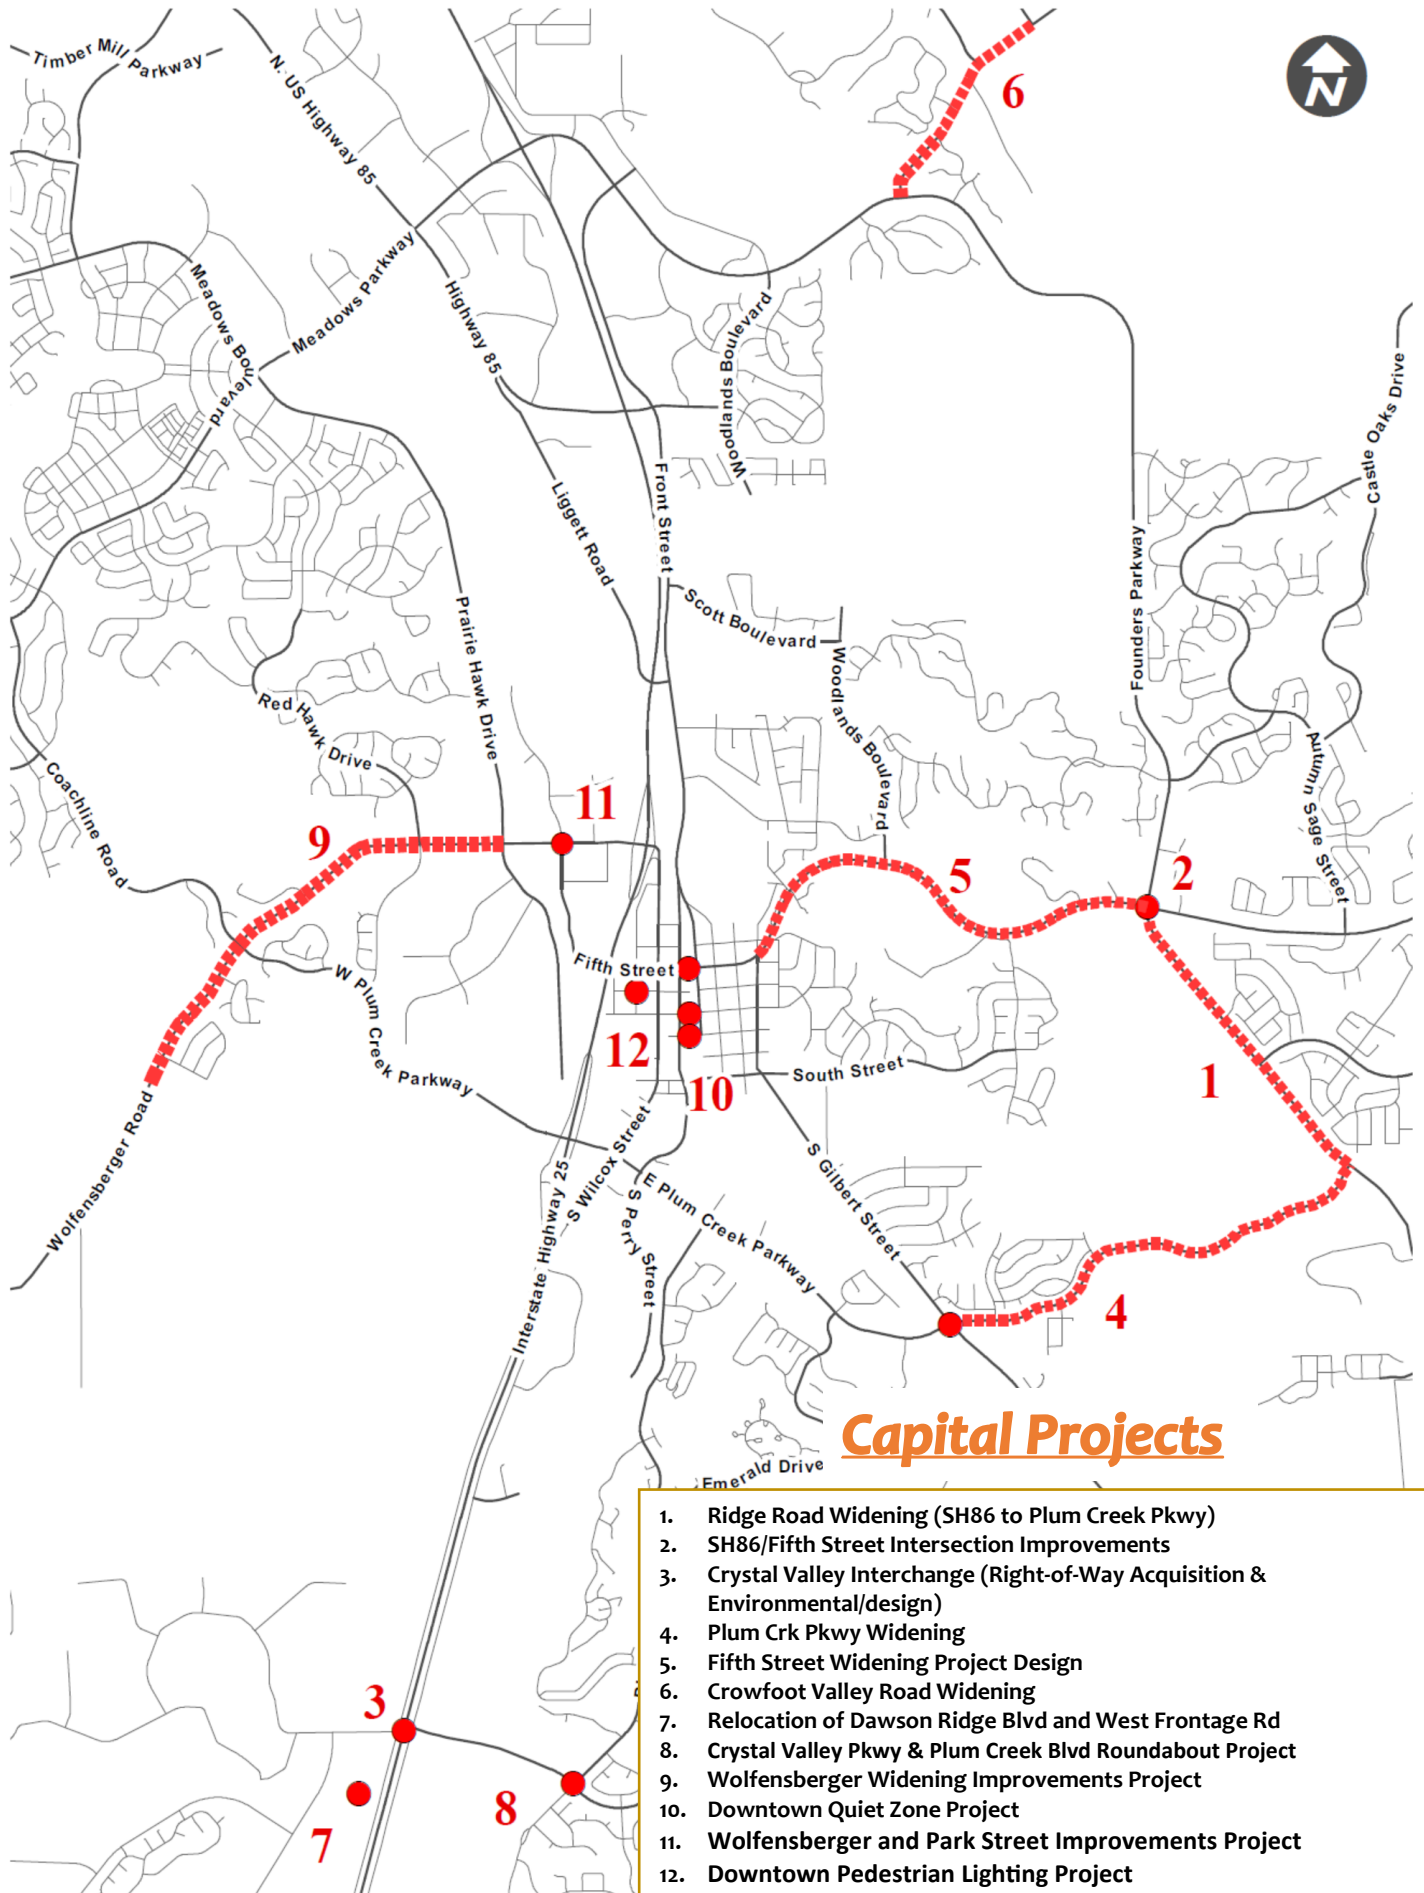 Timber Mill Parkway
N. US Highway 85
6
N
Meadows Boulevard
Meadows Parkway
Highway 85
Woodlands Boulevard
Castle Oaks Drive
Front Street
Liggett Road
Founders Parkway
Scott Boulevard
Prairie Hawk Drive
Woodlands Boulevard
Red Hawk Drive
Autumn Sage Street
Coachline Road
11
9
5
2
Fifth Street
W Plum Creek Parkway
12
10
South Street
1
Wolfensberger Road
S Wilcox Street
S Gilbert Street
Interstate Highway 25
S Perry Street
E Plum Creek Parkway
4
Emerald Drive
3
7
8
Capital Projects
1. Ridge Road Widening (SH86 to Plum Creek Pkwy)
2. SH86/Fifth Street Intersection Improvements
3. Crystal Valley Interchange (Right-of-Way Acquisition &
Environmental/design)
4. Plum Crk Pkwy Widening
5. Fifth Street Widening Project Design
6. Crowfoot Valley Road Widening
7. Relocation of Dawson Ridge Blvd and West Frontage Rd
8. Crystal Valley Pkwy & Plum Creek Blvd Roundabout Project
9. Wolfensberger Widening Improvements Project
10. Downtown Quiet Zone Project
11. Wolfensberger and Park Street Improvements Project
12. Downtown Pedestrian Lighting Project